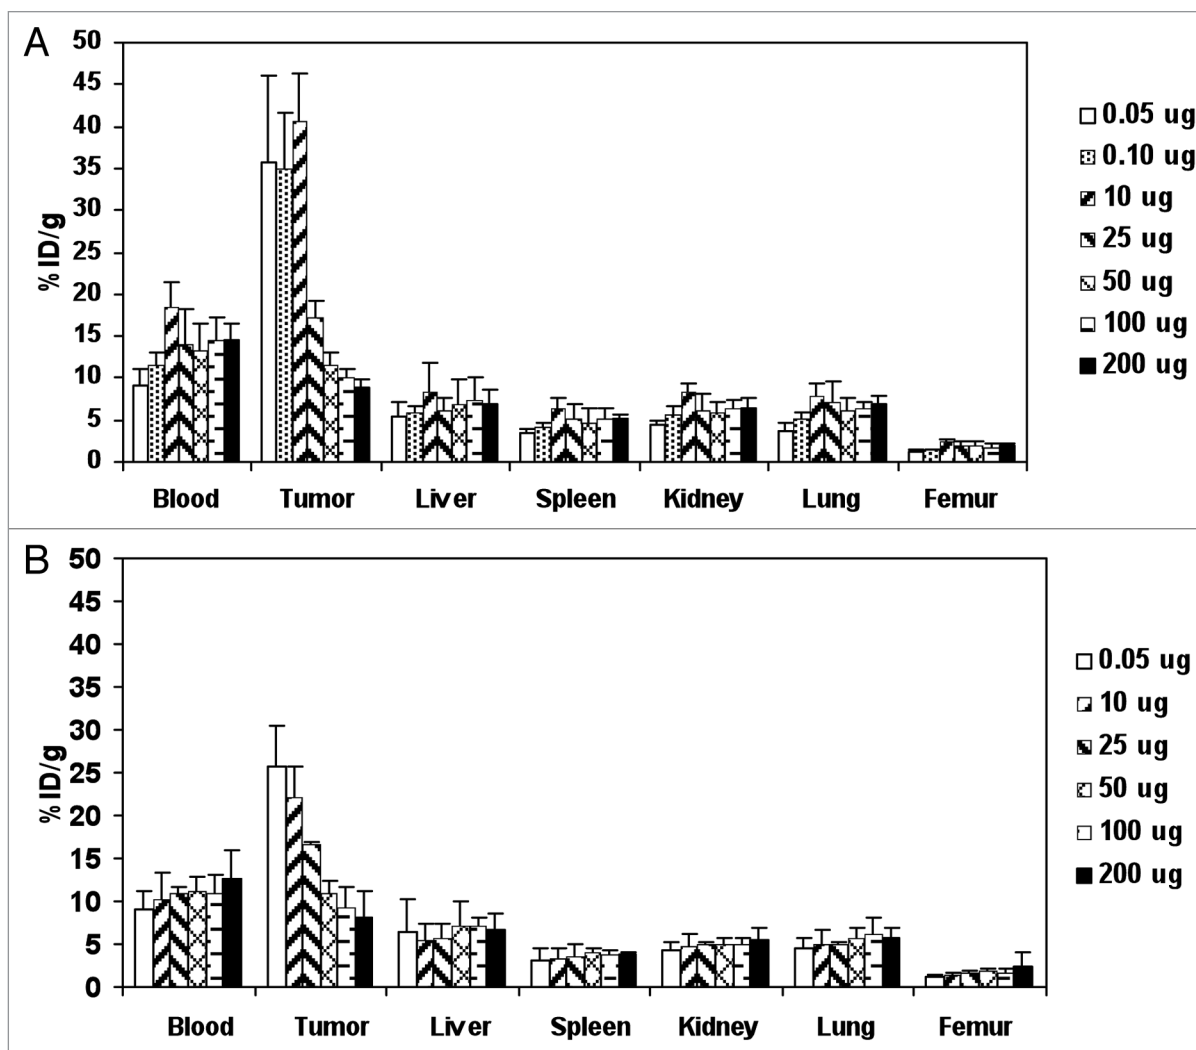 A
50
45
40
35
30
25
20
15
10
5
0
% ID/g
Blood Tumor Liver Spleen Kidney Lung Femur
0.05 ug
0.10 ug
10 ug
25 ug
50 ug
100 ug
200 ug
B
50
45
40
35
30
25
20
15
10
5
0
% ID/g
Blood Tumor Liver Spleen Kidney Lung Femur
0.05 ug
10 ug
25 ug
50 ug
100 ug
200 ug